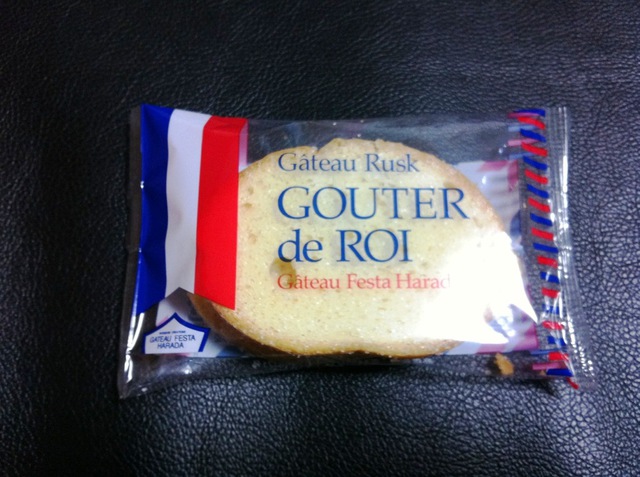 Gâteau Rusk
GOUTER
de ROI
Gâteau Festa Harad
GATEAU FESTA
HARADA